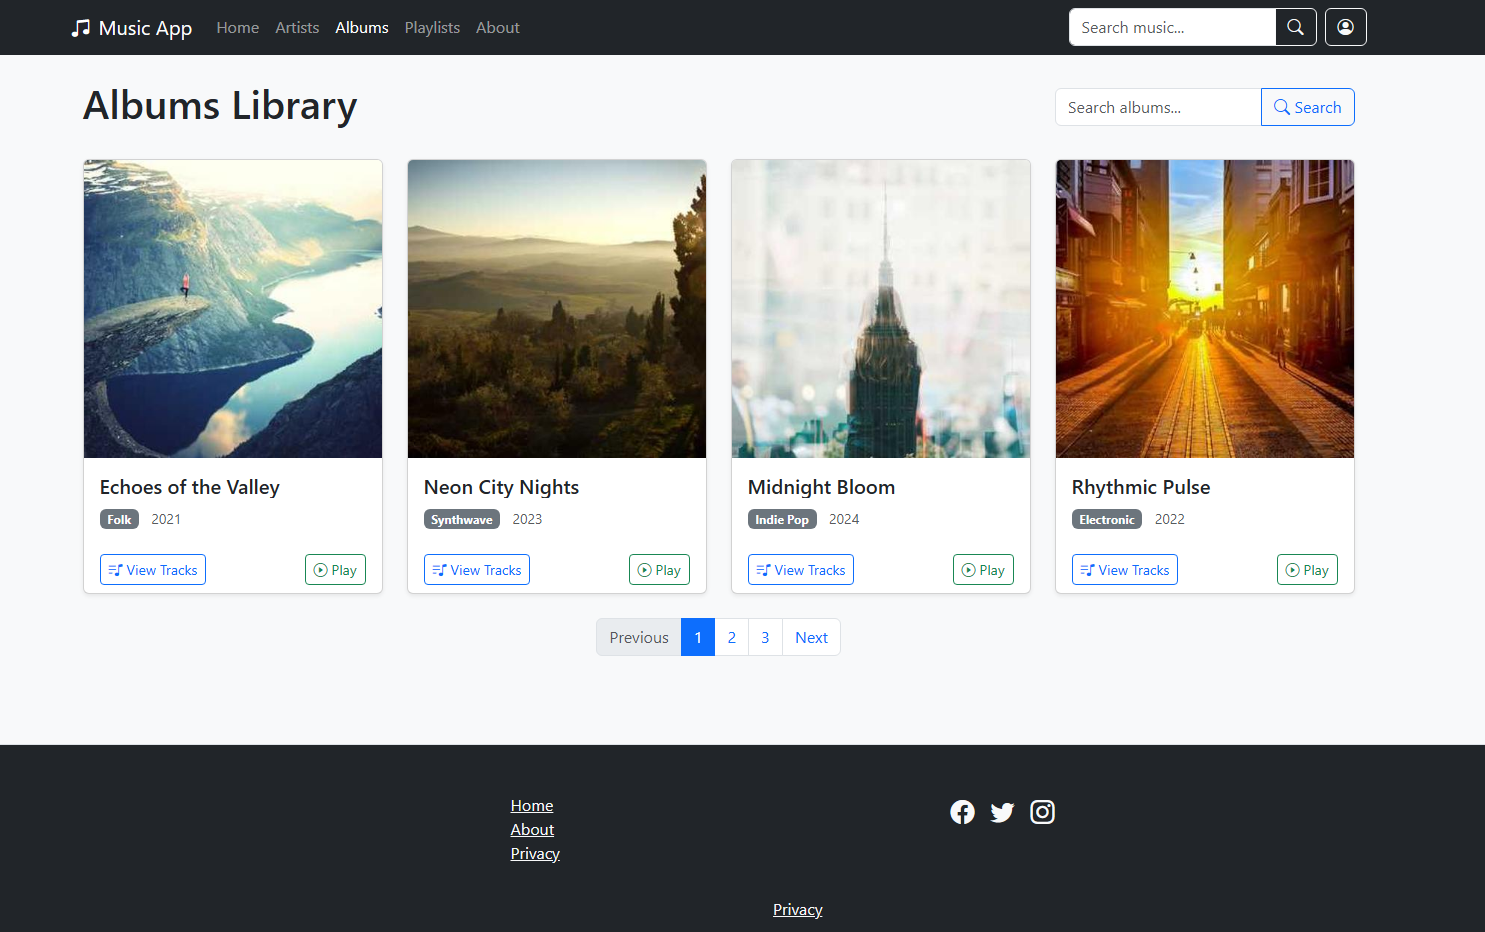 Music App Home Artists Albums Playlists About Search music...
Albums Library Search albums... Search
Echoes of the Valley Neon City Nights Midnight Bloom Rhythmic Pulse
Folk 2021 Synthwave 2023 Indie Pop 2024 Electronic 2022
View Tracks Play View Tracks Play View Tracks Play View Tracks Play
Previous 1 2 3 Next
Home
About
Privacy
Privacy